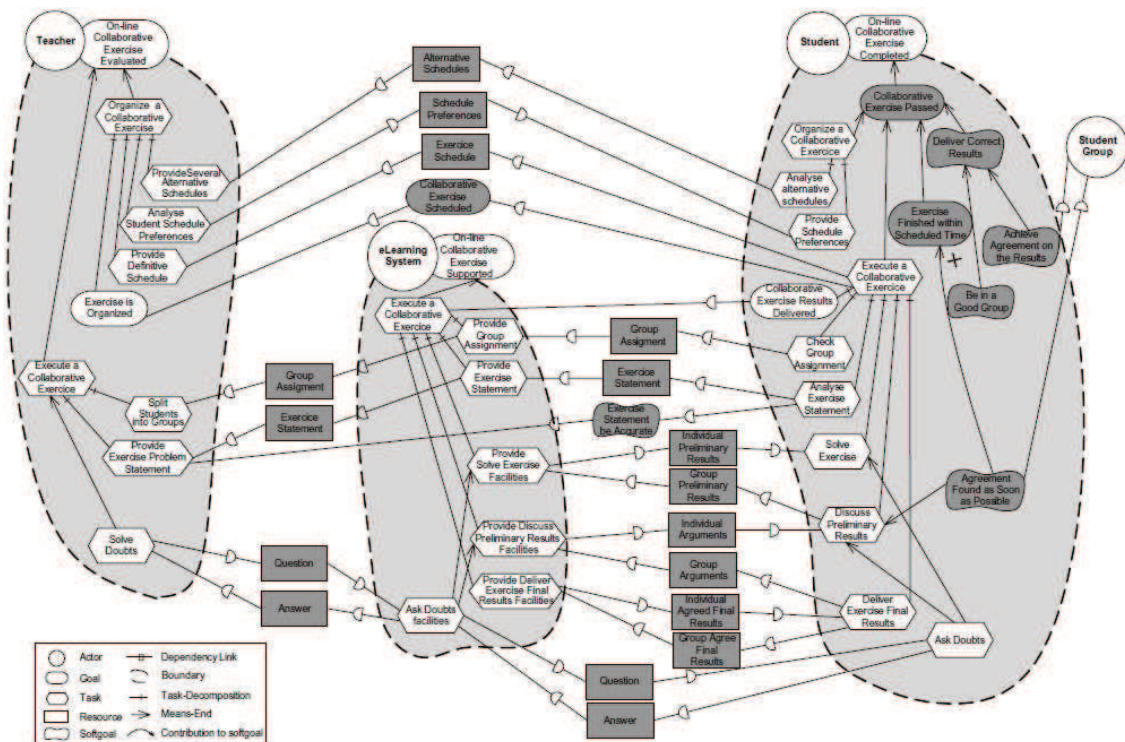 Teacher
On-line
Collaborative
Exercise
Evaluated
Organize a
Collaborative
Exercise
ProvideSeveral
Alternative
Schedules
Analyse
Student Schedule
Preferences
Provide
Definitive
Schedule
Exercise is
Organized
Execute a
Collaborative
Exercice
Split
Students
into Groups
Provide
Exercise Problem
Statement
Solve
Doubts
Alternative
Schedules
Schedule
Preferences
Exercice
Schedule
Collaborative
Exercise
Scheduled
eLearning
System
On-line
Collaborative
Exercise
Supported
Execute a
Collaborative
Exercice
Provide
Group
Assignment
Provide
Exercise
Statement
Provide
Solve Exercise
Facilities
Provide Discuss
Preliminary Results
Facilities
Provide Deliver
Exercise Final
Results Facilities
Ask Doubts
facilities
Group
Assigment
Exercice
Statement
Question
Answer
Group
Assigment
Exercise
Statement
Exercise
Statement
be Accurate
Individual
Preliminary
Results
Group
Preliminary
Results
Individual
Arguments
Group
Arguments
Individual
Agreed Final
Results
Group Agree
Final
Results
Question
Answer
Student
On-line
Collaborative
Exercise
Completed
Collaborative
Exercise Passed
Organize a
Collaborative
Exercice
Deliver Correct
Results
Analyse
alternative
schedules
Provide
Schedule
Preferences
Exercise
Finished within
Scheduled Time
Achieve
Agreement on
the Results
Execute a
Collaborative
Exercice
Collaborative
Exercise Results
Delivered
Be in a
Good Group
Check
Group
Assignment
Analyse
Exercise
Statement
Solve
Exercise
Agreement
Found as Soon
as Possible
Discuss
Preliminary
Results
Deliver
Exercise Final
Results
Ask Doubts
Student
Group
Actor
Goal
Task
Resource
Softgoal
Dependency Link
Boundary
Task-Decomposition
Means-End
Contribution to softgoal